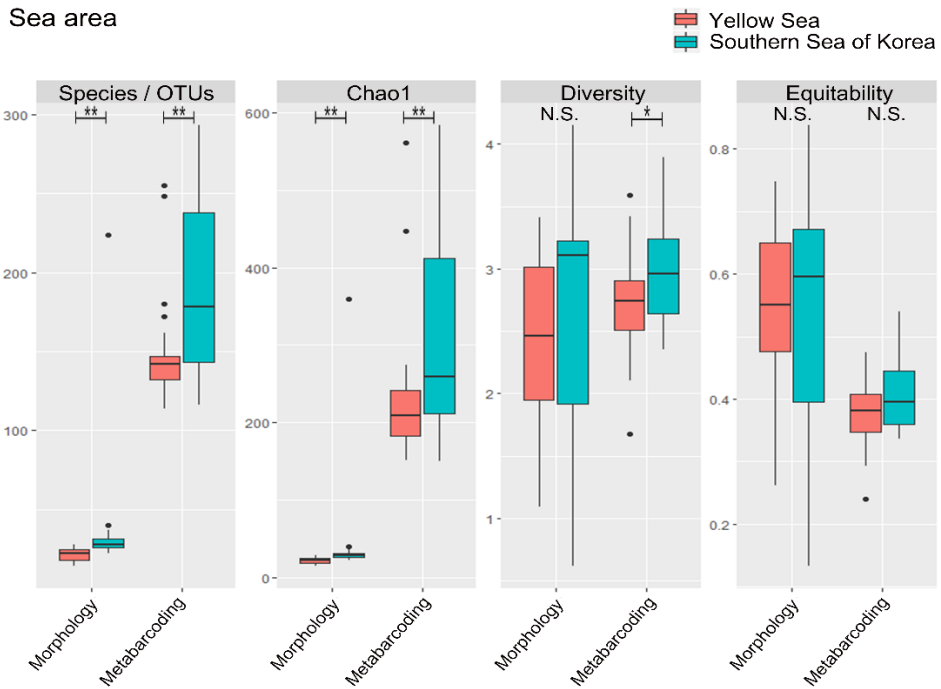 Sea area
Yellow Sea
Southern Sea of Korea
Species / OTUs
Chao1
Diversity
Equitability
** ** ** ** N.S. * N.S. N.S.
300
200
100
600
400
200
0
4
3
2
1
0.8
0.6
0.4
0.2
Morphology
Metabarcoding
Morphology
Metabarcoding
Morphology
Metabarcoding
Morphology
Metabarcoding